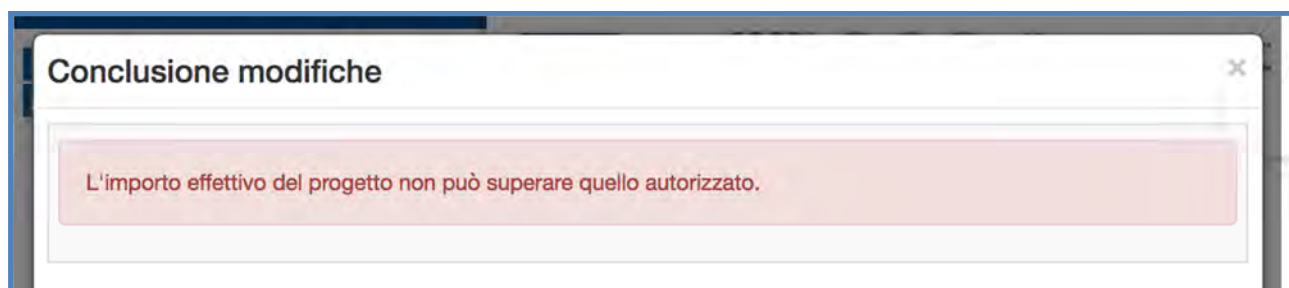 Conclusione modifiche
×
L'importo effettivo del progetto non può superare quello autorizzato.